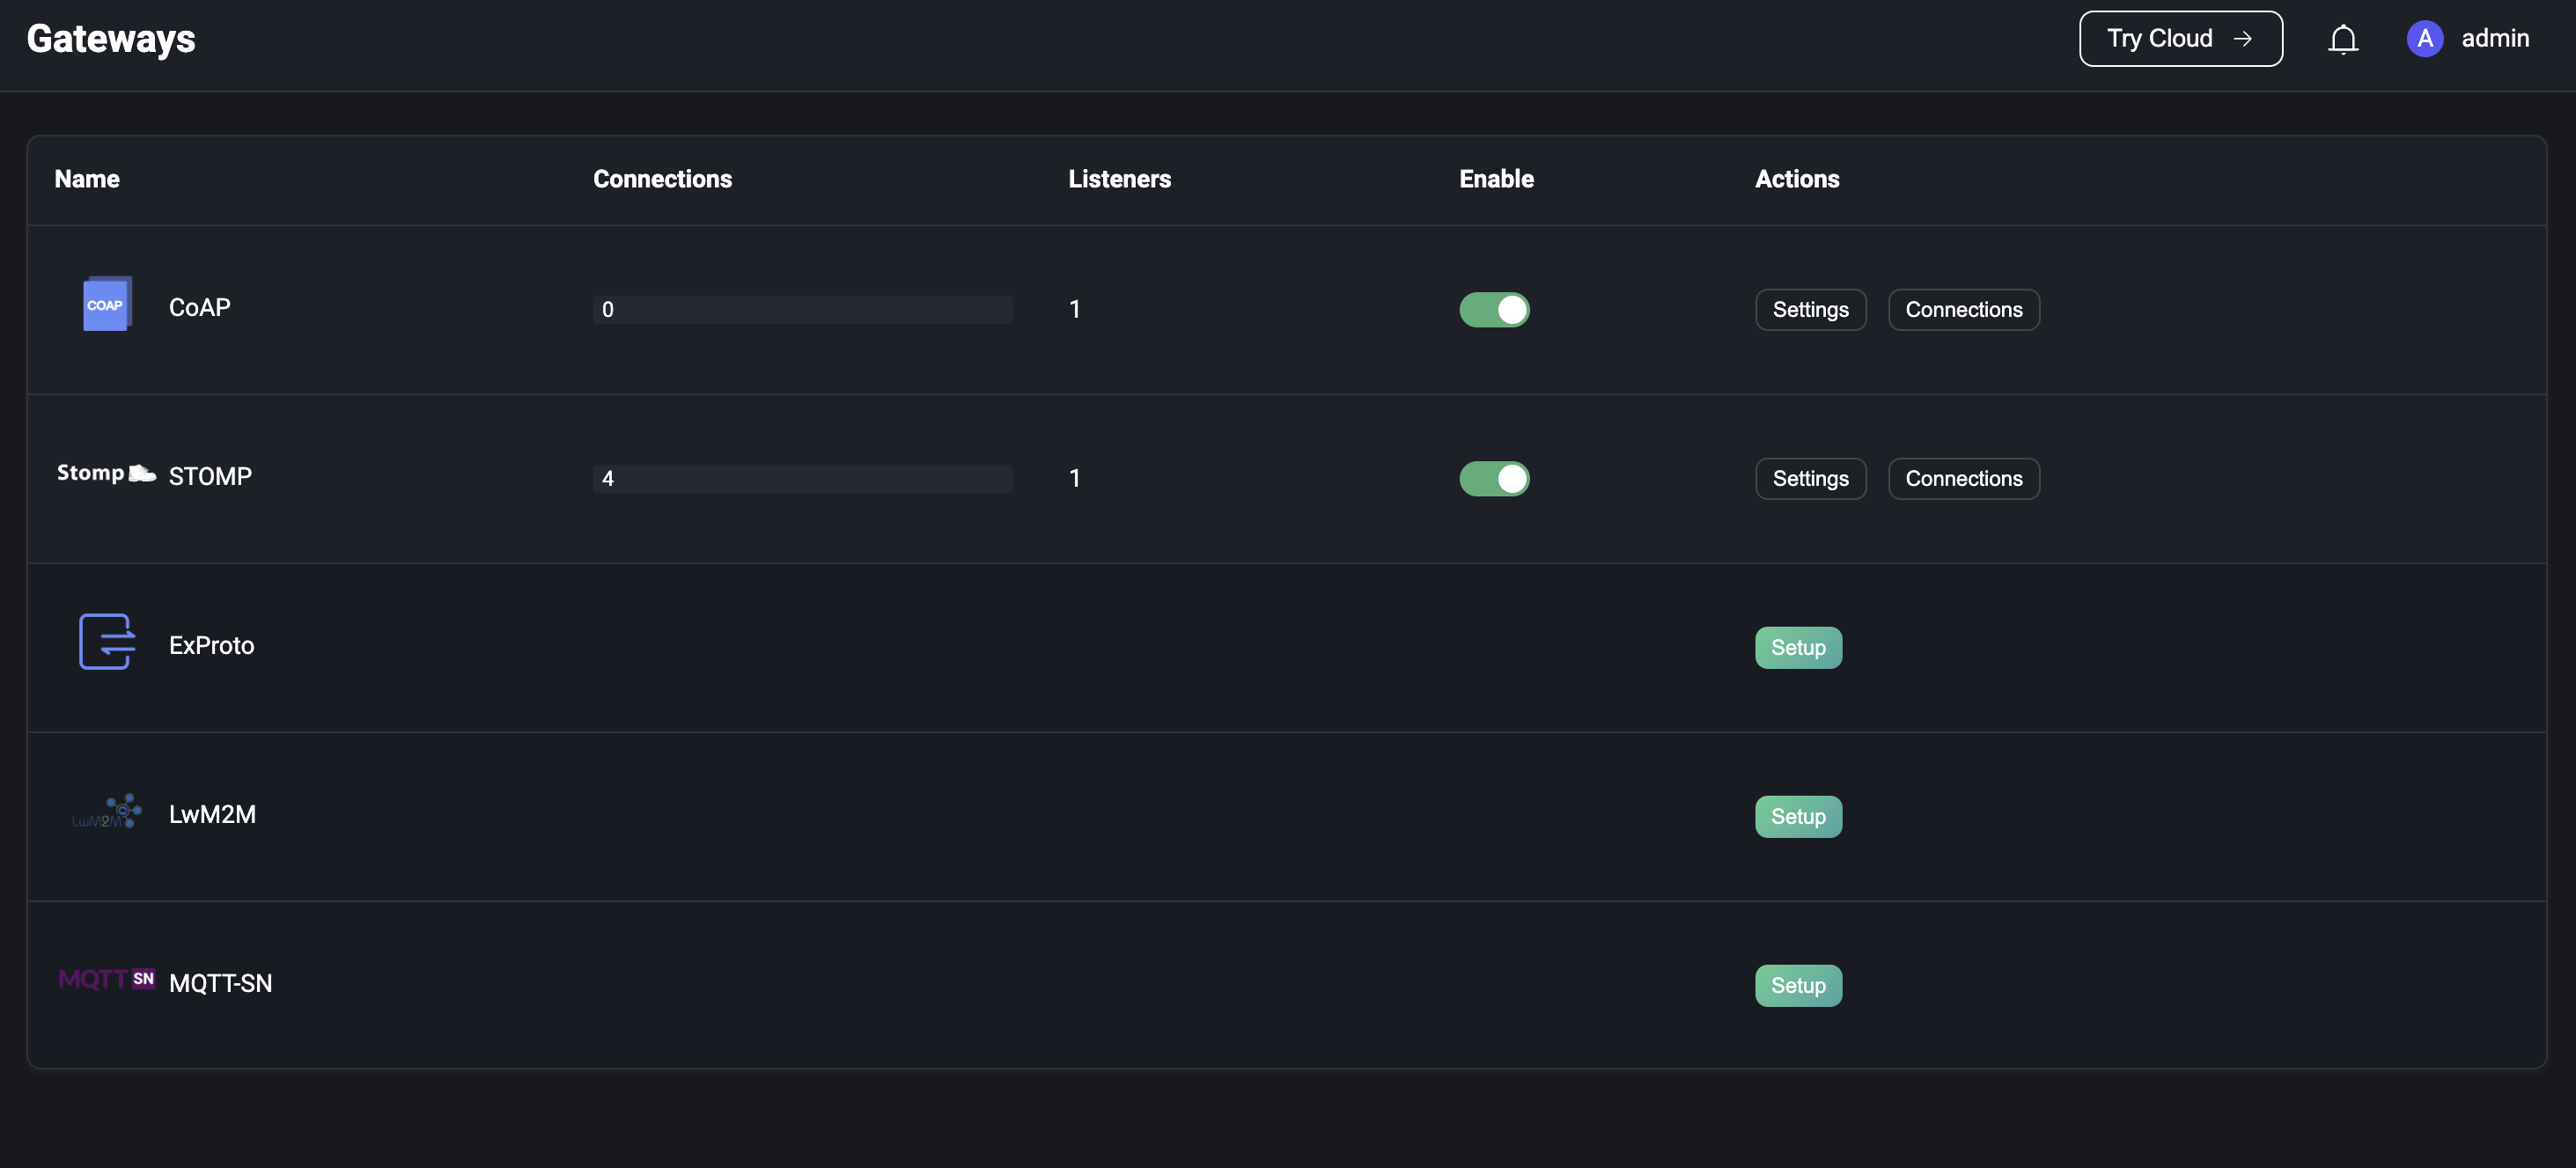 Gateways
Try Cloud →
A admin
Name Connections Listeners Enable Actions
COAP CoAP 0 1 Settings Connections
Stomp STOMP 4 1 Settings Connections
ExProto Setup
LwM2M LwM2M Setup
MQTT SN MQTT-SN Setup